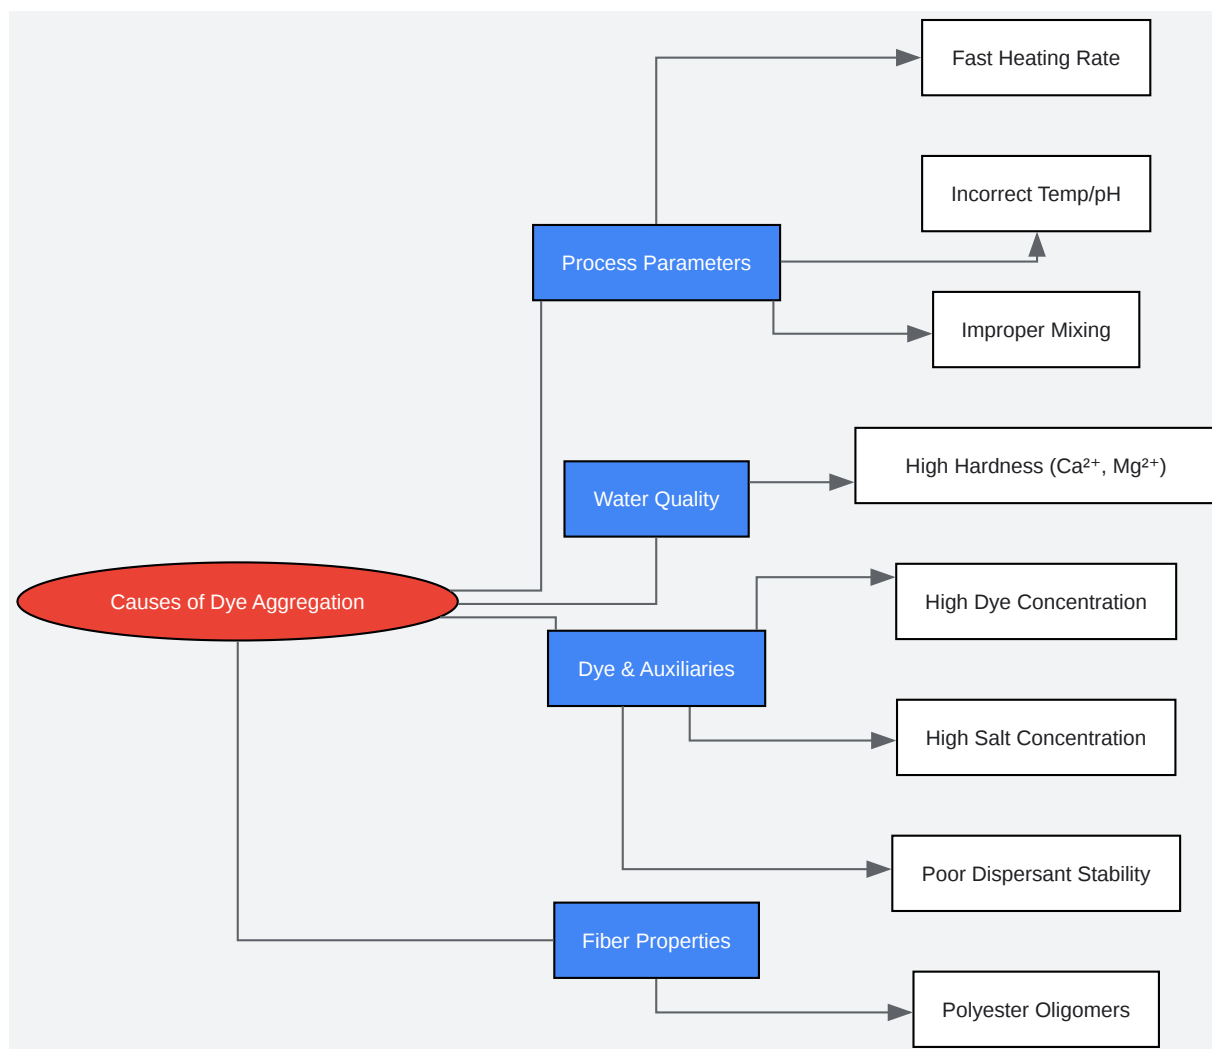 Fast Heating Rate
Incorrect Temp/pH
Process Parameters
Improper Mixing
High Hardness (Ca²⁺, Mg²⁺)
Water Quality
Causes of Dye Aggregation
High Dye Concentration
Dye & Auxiliaries
High Salt Concentration
Poor Dispersant Stability
Fiber Properties
Polyester Oligomers